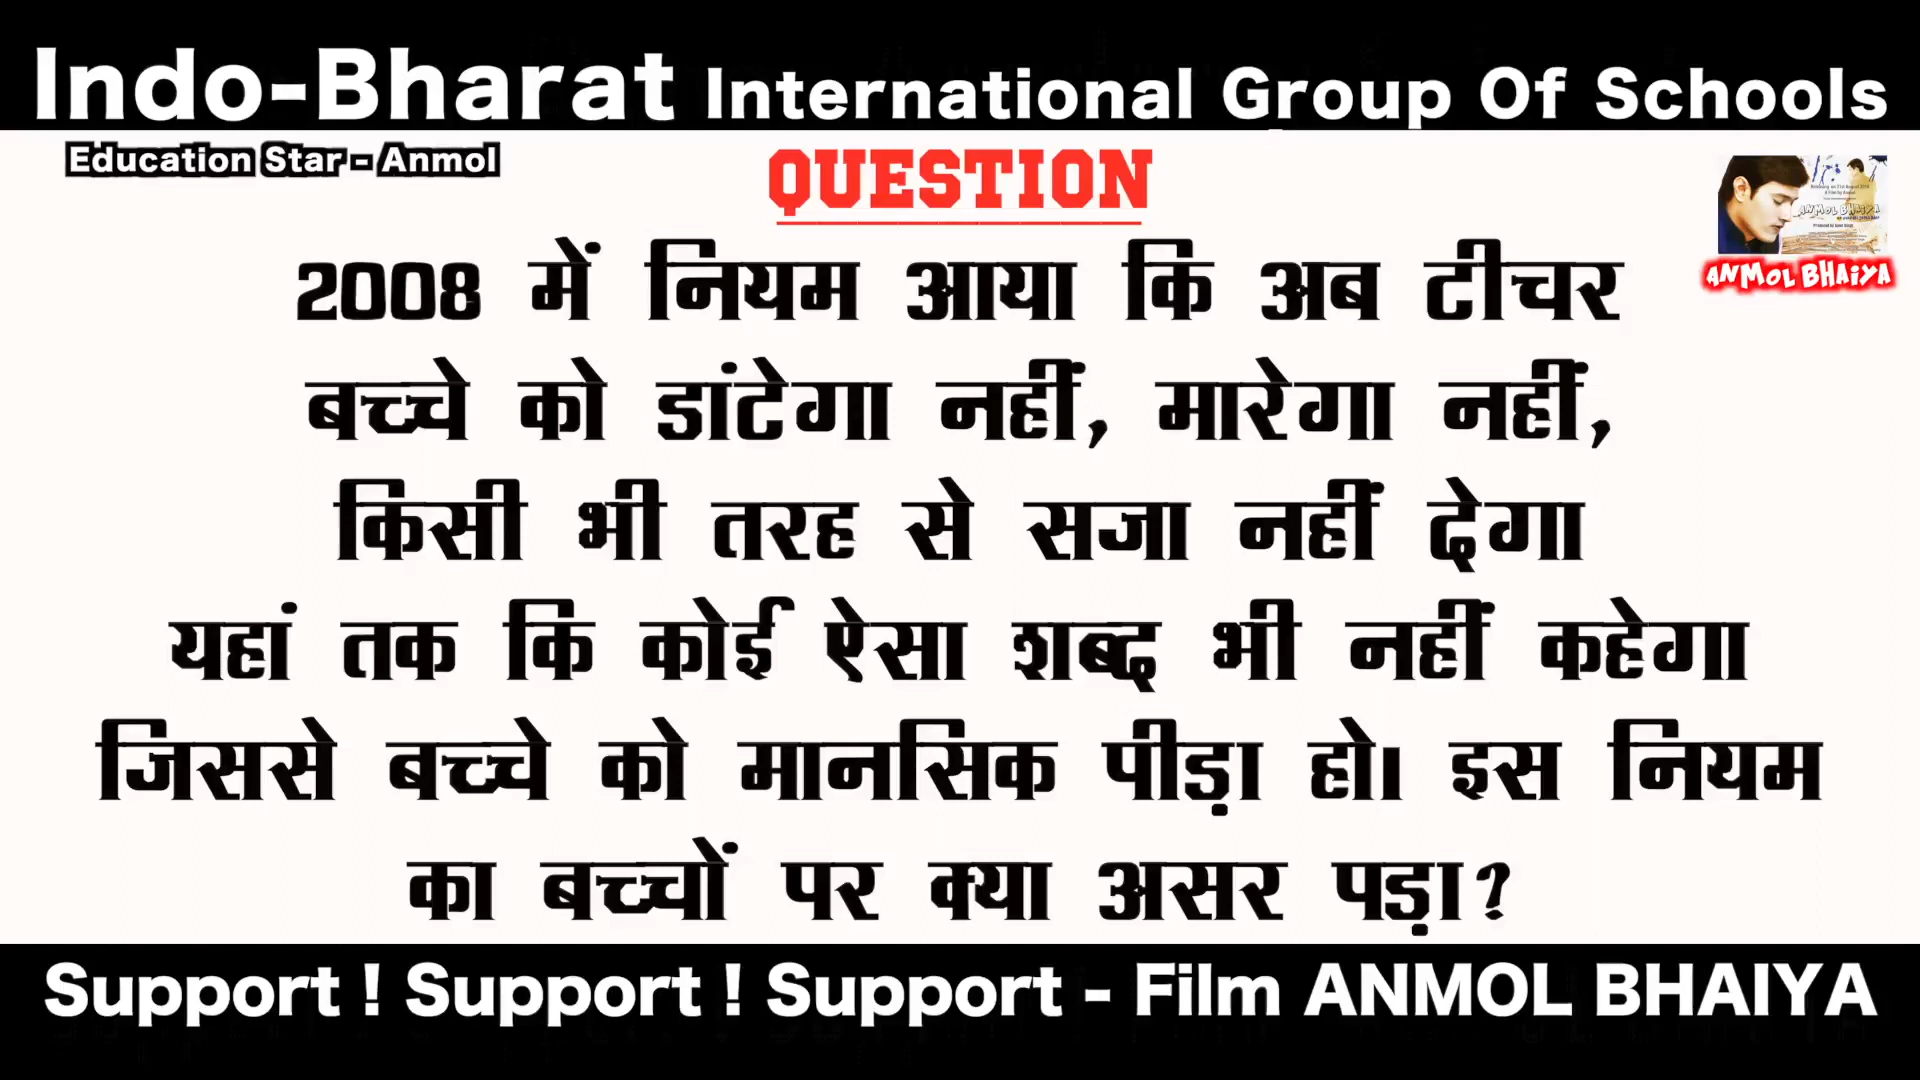 Indo-Bharat International Group Of Schools
Education Star - Anmol
QUESTION
ANMOL BHAiYA
ANMOL BHAiYA
2008 में नियम आया कि अब टीचर
बच्चे को डांटेगा नहीं, मारेगा नहीं,
किसी भी तरह से सजा नहीं देगा
यहां तक कि कोई ऐसा शब्द भी नहीं कहेगा
जिससे बच्चे को मानसिक पीड़ा हो। इस नियम
का बच्चों पर क्या असर पड़ा?
Support ! Support ! Support - Film ANMOL BHAIYA